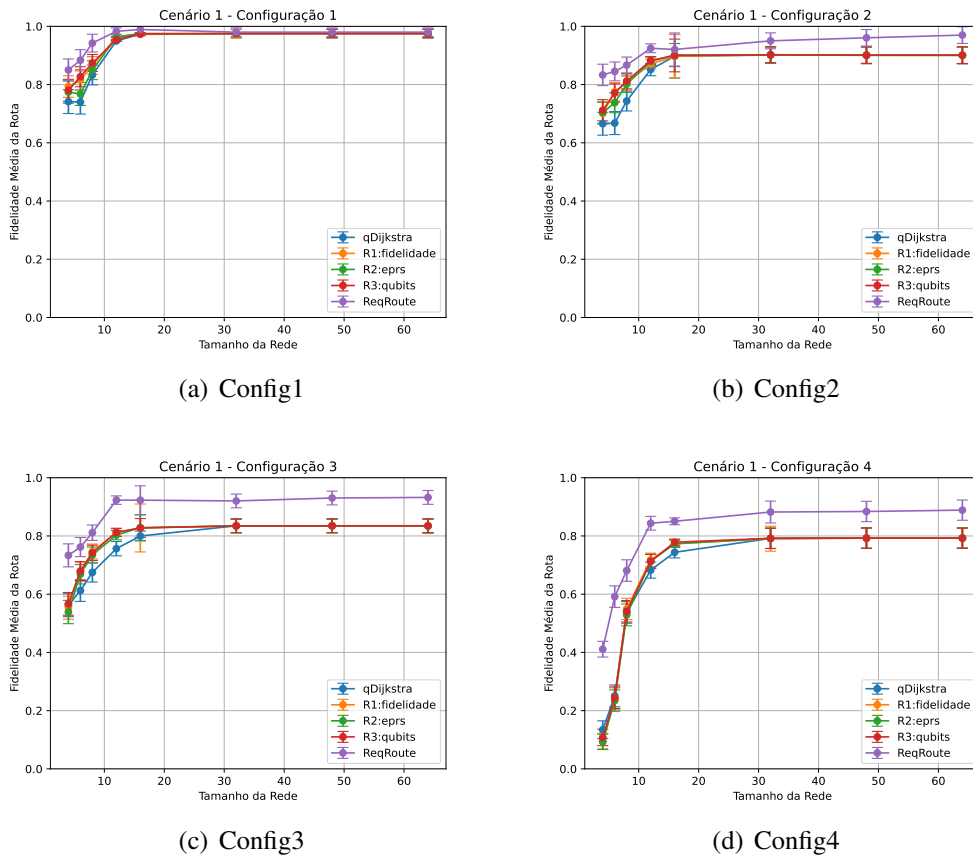 Cenário 1 - Configuração 1
Fidelidade Média da Rota
1.0
0.8
0.6
0.4
0.2
0.0
10 20 30 40 50 60
Tamanho da Rede
qDijkstra
R1:fidelidade
R2:eprs
R3:qubits
ReqRoute
(a) Config1
Cenário 1 - Configuração 2
Fidelidade Média da Rota
1.0
0.8
0.6
0.4
0.2
0.0
10 20 30 40 50 60
Tamanho da Rede
qDijkstra
R1:fidelidade
R2:eprs
R3:qubits
ReqRoute
(b) Config2
Cenário 1 - Configuração 3
Fidelidade Média da Rota
1.0
0.8
0.6
0.4
0.2
0.0
10 20 30 40 50 60
Tamanho da Rede
qDijkstra
R1:fidelidade
R2:eprs
R3:qubits
ReqRoute
(c) Config3
Cenário 1 - Configuração 4
Fidelidade Média da Rota
1.0
0.8
0.6
0.4
0.2
0.0
10 20 30 40 50 60
Tamanho da Rede
qDijkstra
R1:fidelidade
R2:eprs
R3:qubits
ReqRoute
(d) Config4